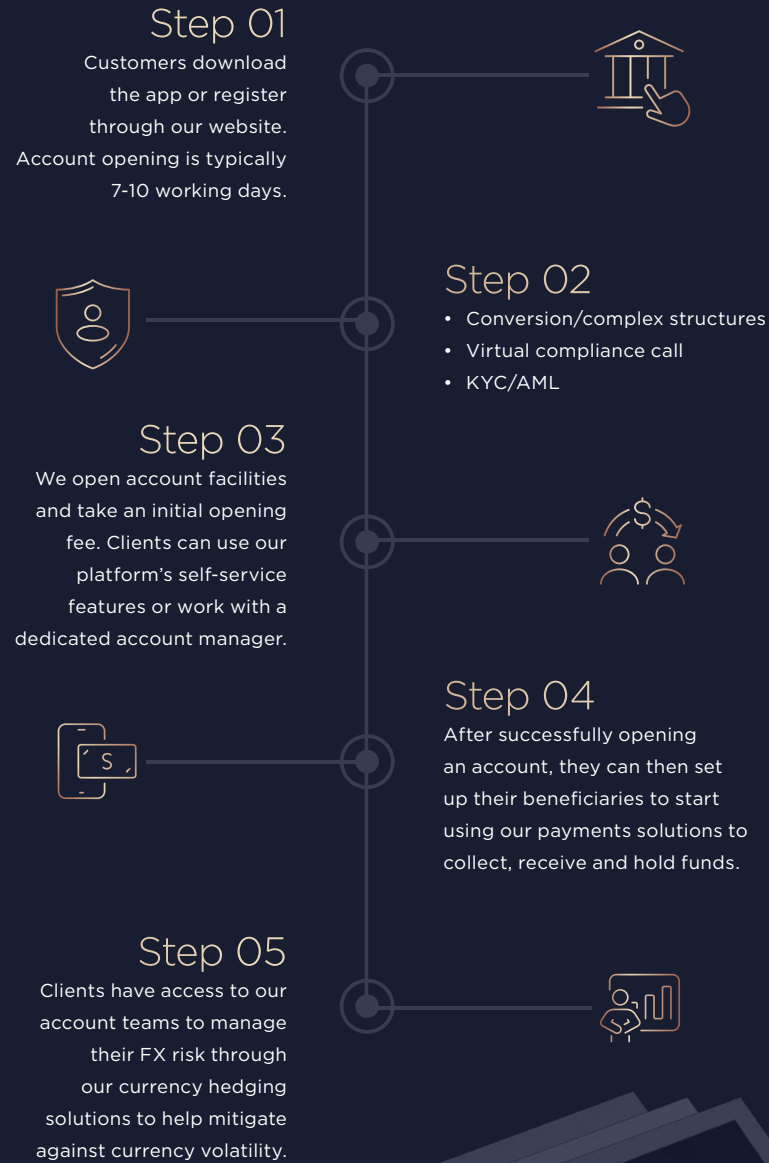 Step 01
Customers download
the app or register
through our website.
Account opening is typically
7-10 working days.
Step 02
• Conversion/complex structures
• Virtual compliance call
• KYC/AML
Step 03
We open account facilities
and take an initial opening
fee. Clients can use our
platform’s self-service
features or work with a
dedicated account manager.
$
Step 04
After successfully opening
an account, they can then set
up their beneficiaries to start
using our payments solutions to
collect, receive and hold funds.
S
Step 05
Clients have access to our
account teams to manage
their FX risk through
our currency hedging
solutions to help mitigate
against currency volatility.